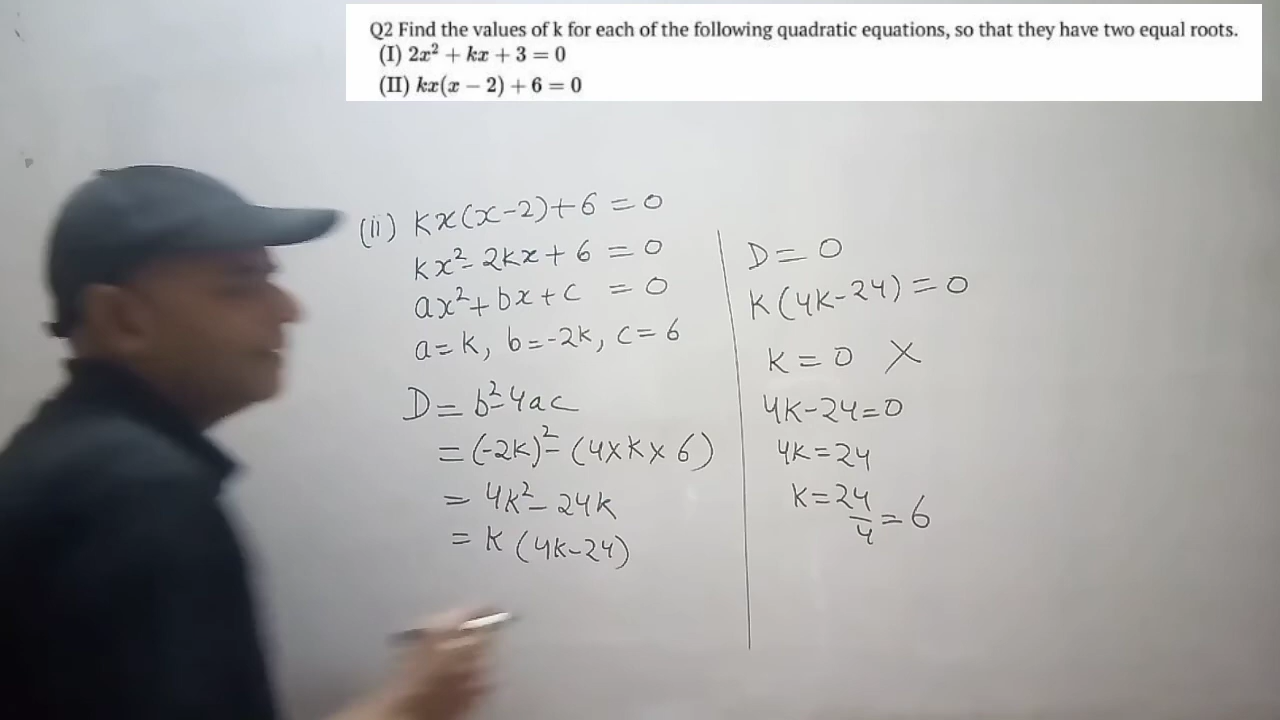 Q2 Find the values of k for each of the following quadratic equations, so that they have two equal roots.
(I) 2x² + kx + 3 = 0
(II) kx(x − 2) + 6 = 0
(ii) Kx(x-2)+6 = 0
Kx²- 2Kx + 6 = 0
ax²+bx+c = 0
a=K, b=-2K, c=6
D= b²-4ac
=(-2K)²- (4×K×6)
= 4K²- 24K
= K (4K-24)
D=0
K(4K-24)=0
K=0 X
4K-24=0
4K=24
K=24/4=6